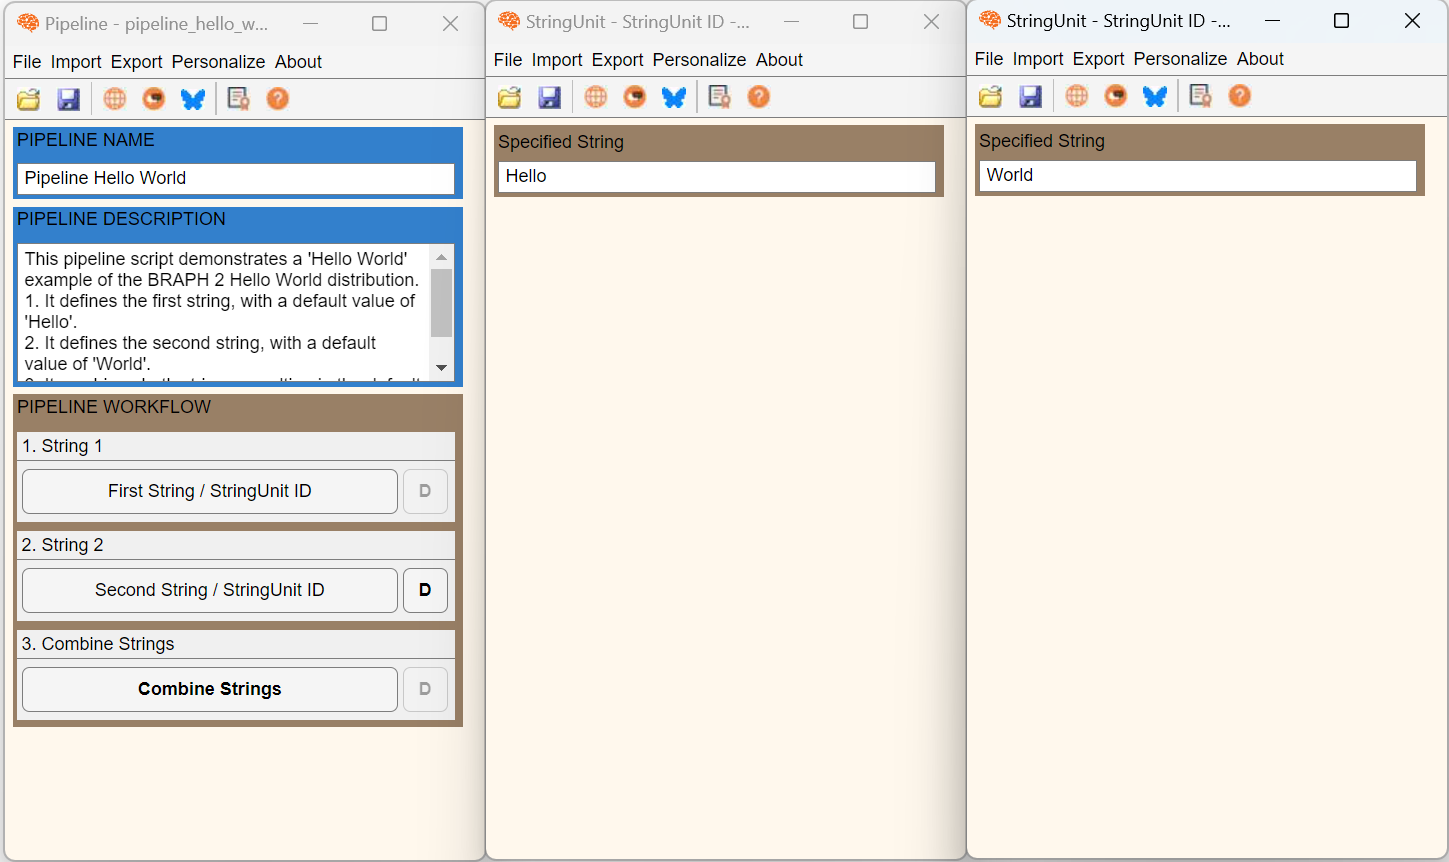 Pipeline - pipeline_hello_w...
File Import Export Personalize About
PIPELINE NAME
Pipeline Hello World
PIPELINE DESCRIPTION
This pipeline script demonstrates a 'Hello World'
example of the BRAPH 2 Hello World distribution.
1. It defines the first string, with a default value of
'Hello'.
2. It defines the second string, with a default
value of 'World'.
PIPELINE WORKFLOW
1. String 1
First String / StringUnit ID
D
2. String 2
Second String / StringUnit ID
D
3. Combine Strings
Combine Strings
D
StringUnit - StringUnit ID -...
File Import Export Personalize About
Specified String
Hello
StringUnit - StringUnit ID -...
File Import Export Personalize About
Specified String
World